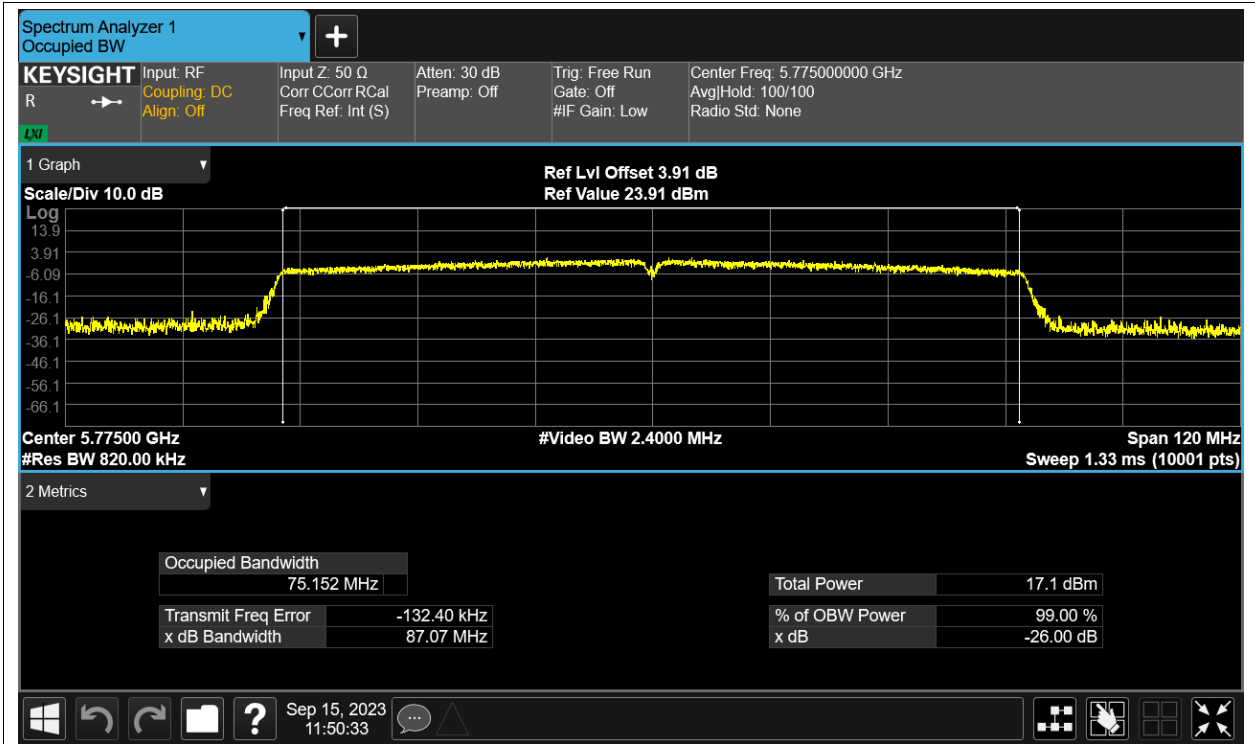 Spectrum Analyzer 1
Occupied BW
▼
+
KEYSIGHT
R
LXI
Input: RF
Coupling: DC
Align: Off
Input Z: 50 Ω
Corr CCorr RCal
Freq Ref: Int (S)
Atten: 30 dB
Preamp: Off
Trig: Free Run
Gate: Off
#IF Gain: Low
Center Freq: 5.775000000 GHz
Avg|Hold: 100/100
Radio Std: None
1 Graph ▼
Scale/Div 10.0 dB
Ref Lvl Offset 3.91 dB
Ref Value 23.91 dBm
Log
13.9
3.91
-6.09
-16.1
-26.1
-36.1
-46.1
-56.1
-66.1
Center 5.77500 GHz
#Res BW 820.00 kHz
#Video BW 2.4000 MHz
Span 120 MHz
Sweep 1.33 ms (10001 pts)
2 Metrics ▼
Occupied Bandwidth
75.152 MHz
Transmit Freq Error -132.40 kHz
x dB Bandwidth 87.07 MHz
Total Power 17.1 dBm
% of OBW Power 99.00 %
x dB -26.00 dB
?
Sep 15, 2023
11:50:33